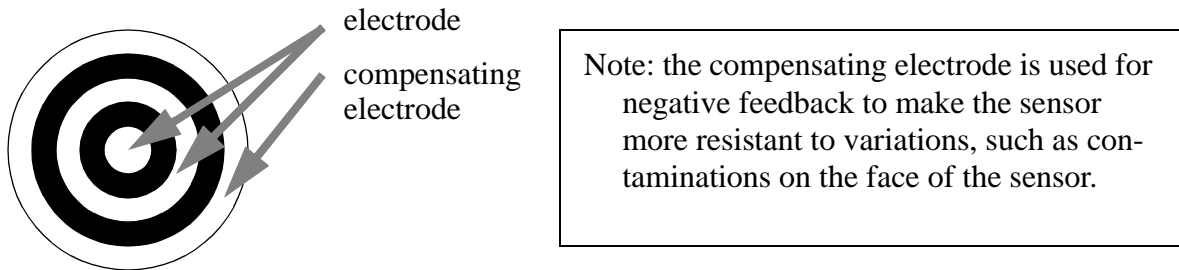 electrode
compensating
electrode
Note: the compensating electrode is used for
negative feedback to make the sensor
more resistant to variations, such as con-
taminations on the face of the sensor.